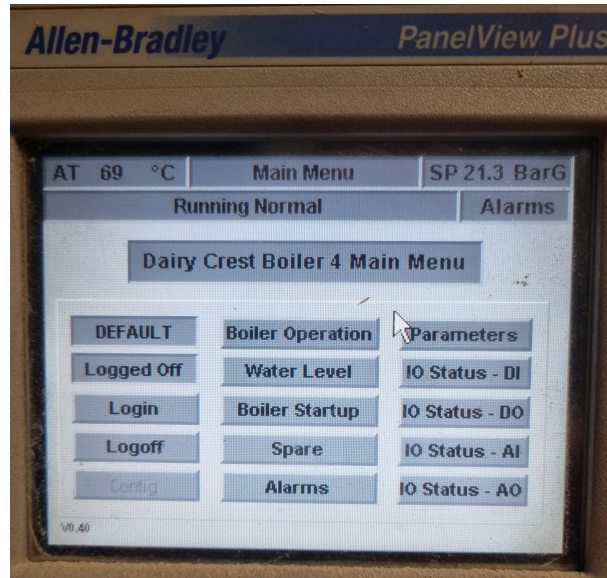 Allen-Bradley PanelView Plus
AT 69 °C Main Menu SP 21.3 BarG
Running Normal Alarms
Dairy Crest Boiler 4 Main Menu
DEFAULT Boiler Operation Parameters
Logged Off Water Level IO Status - DI
Login Boiler Startup IO Status - DO
Logoff Spare IO Status - AI
Config Alarms IO Status - AO
V0.40